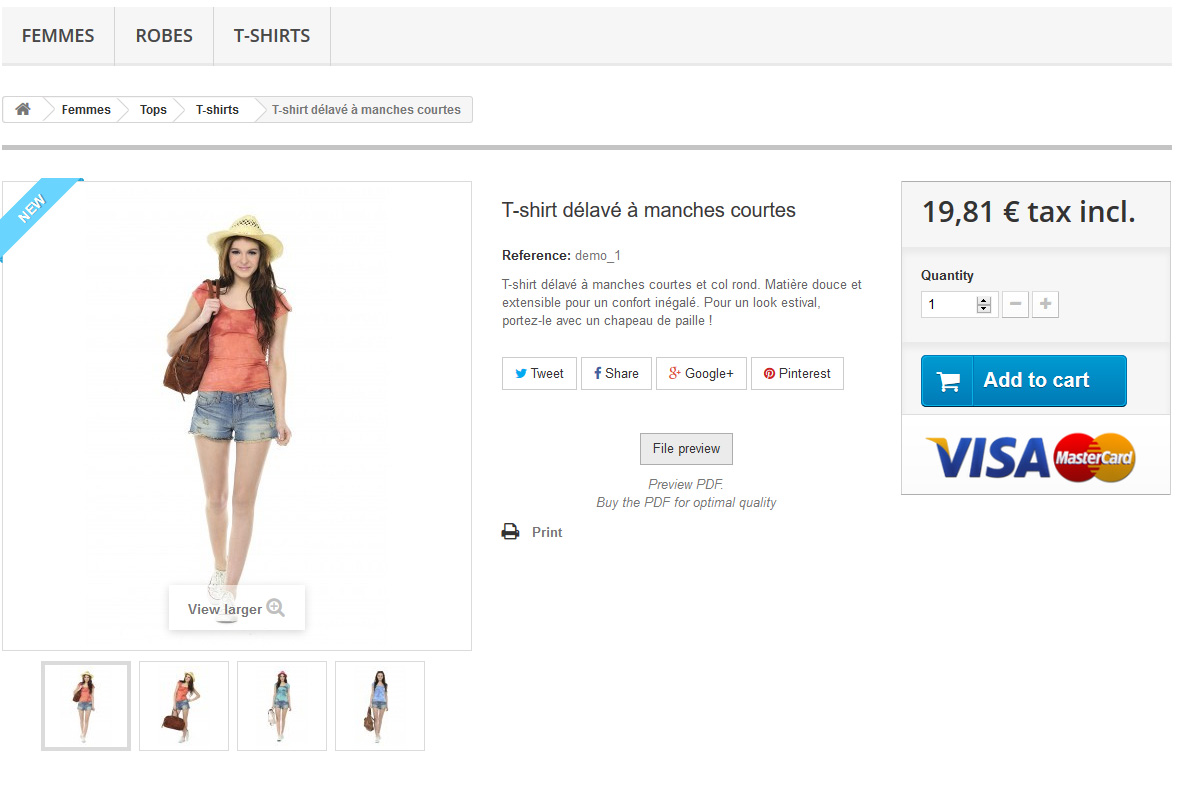 FEMMES
ROBES
T-SHIRTS
Femmes
Tops
T-shirts
T-shirt délavé à manches courtes
NEW
View larger
T-shirt délavé à manches courtes
Reference: demo_1
T-shirt délavé à manches courtes et col rond. Matière douce et
extensible pour un confort inégalé. Pour un look estival,
portez-le avec un chapeau de paille !
Tweet
Share
Google+
Pinterest
File preview
Preview PDF.
Buy the PDF for optimal quality
Print
19,81 € tax incl.
Quantity
1
Add to cart
VISA
MasterCard